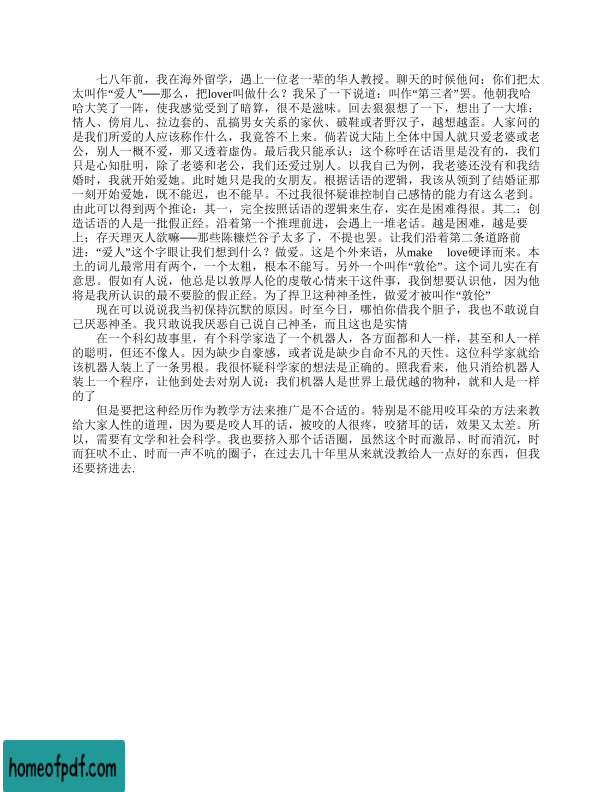 七八年前，我在海外留学，遇上一位老一辈的华人教授。聊天的时候他问：你们把太
太叫作“爱人”──那么，把lover叫做什么？我呆了一下说道：叫作“第三者”罢。他朝我哈
哈大笑了一阵，使我感觉受到了暗算，很不是滋味。回去狠狠想了一下，想出了一大堆：
情人、傍肩儿、拉边套的、乱搞男女关系的家伙、破鞋或者野汉子，越想越歪。人家问的
是我们所爱的人应该称作什么，我竟答不上来。倘若说大陆上全体中国人就只爱老婆或老
公，别人一概不爱，那又透着虚伪。最后我只能承认：这个称呼在话语里是没有的，我们
只是心知肚明，除了老婆和老公，我们还爱过别人。以我自己为例，我老婆还没有和我结
婚时，我就开始爱她。此时她只是我的女朋友。根据话语的逻辑，我该从领到了结婚证那
一刻开始爱她，既不能迟，也不能早。不过我很怀疑谁控制自己感情的能力有这么老到。
由此可以得到两个推论：其一，完全按照话语的逻辑来生存，实在是困难得很。其二：创
造话语的人是一批假正经。沿着第一个推理前进，会遇上一堆老话。越是困难，越是要
上；存天理灭人欲嘛──那些陈糠烂谷子太多了，不提也罢。让我们沿着第二条道路前
进：“爱人”这个字眼让我们想到什么？做爱。这是个外来语，从make love硬译而来。本
土的词儿最常用有两个，一个太粗，根本不能写。另外一个叫作“敦伦”。这个词儿实在有
意思。假如有人说，他总是以敦厚人伦的虔敬心情来干这件事，我倒想要认识他，因为他
将是我所认识的最不要脸的假正经。为了捍卫这种神圣性，做爱才被叫作“敦伦”
现在可以说说我当初保持沉默的原因。时至今日，哪怕你借我个胆子，我也不敢说自
己厌恶神圣。我只敢说我厌恶自己说自己神圣，而且这也是实情
在一个科幻故事里，有个科学家造了一个机器人，各方面都和人一样，甚至和人一样
的聪明，但还不像人。因为缺少自豪感，或者说是缺少自命不凡的天性。这位科学家就给
该机器人装上了一条男根。我很怀疑科学家的想法是正确的。照我看来，他只消给机器人
装上一个程序，让他到处去对别人说：我们机器人是世界上最优越的物种，就和人是一样
的了
但是要把这种经历作为教学方法来推广是不合适的。特别是不能用咬耳朵的方法来教
给大家人性的道理，因为要是咬人耳的话，被咬的人很疼，咬猪耳的话，效果又太差。所
以，需要有文学和社会科学。我也要挤入那个话语圈，虽然这个时而激昂、时而消沉，时
而狂吠不止、时而一声不吭的圈子，在过去几十年里从来就没教给人一点好的东西，但我
还要挤进去.
homeofpdf.com